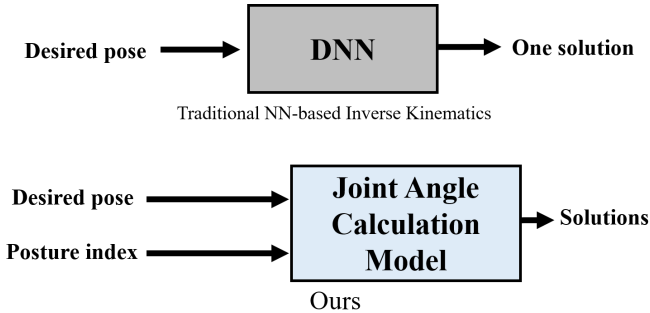 Desired pose
DNN
One solution
Traditional NN-based Inverse Kinematics
Desired pose
Posture index
Joint Angle
Calculation
Model
Solutions
Ours